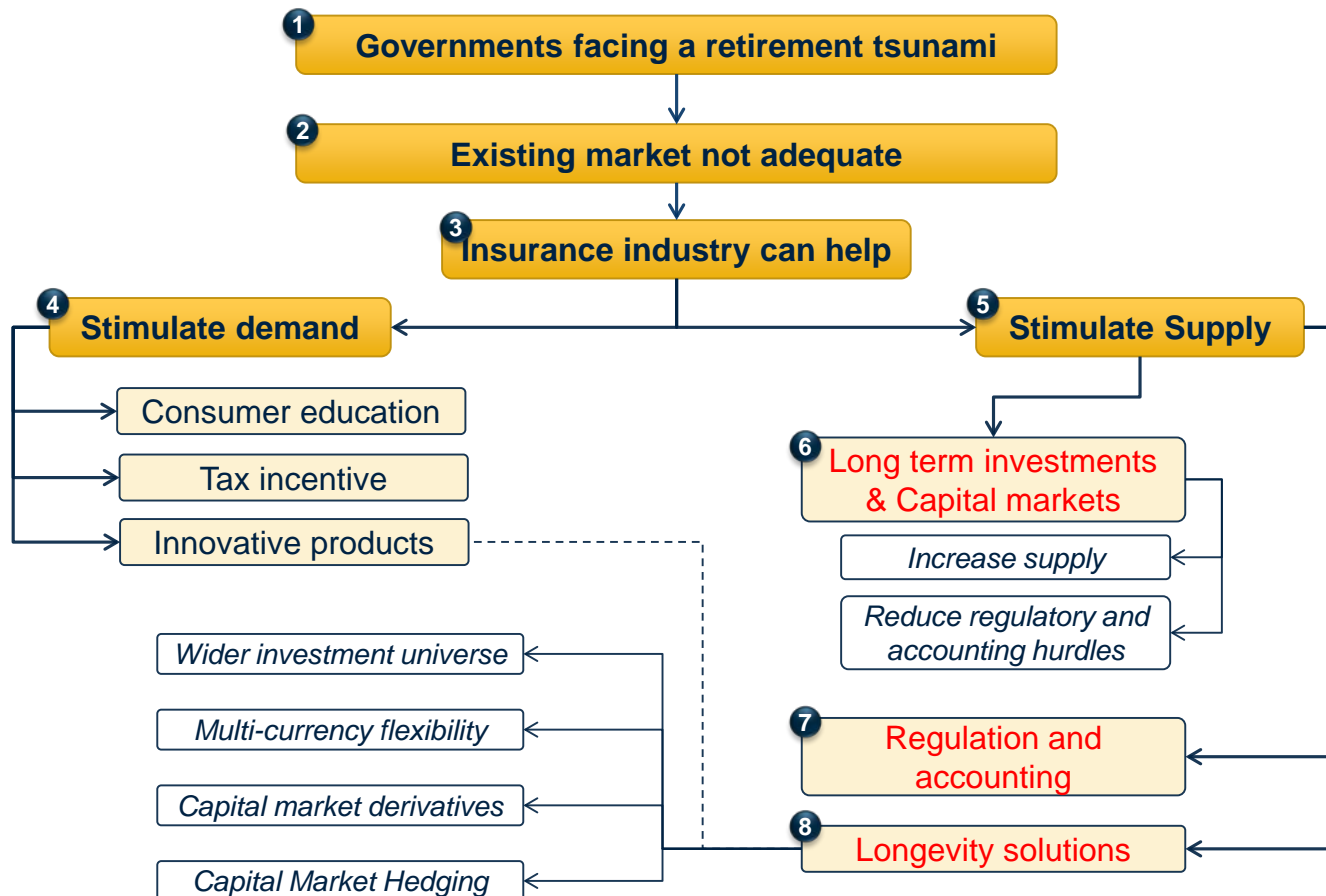 1
Governments facing a retirement tsunami
2
Existing market not adequate
3
Insurance industry can help
4
Stimulate demand
5
Stimulate Supply
Consumer education
Tax incentive
Innovative products
6
Long term investments
& Capital markets
Increase supply
Reduce regulatory and
accounting hurdles
Wider investment universe
Multi-currency flexibility
Capital market derivatives
Capital Market Hedging
7
Regulation and
accounting
8
Longevity solutions